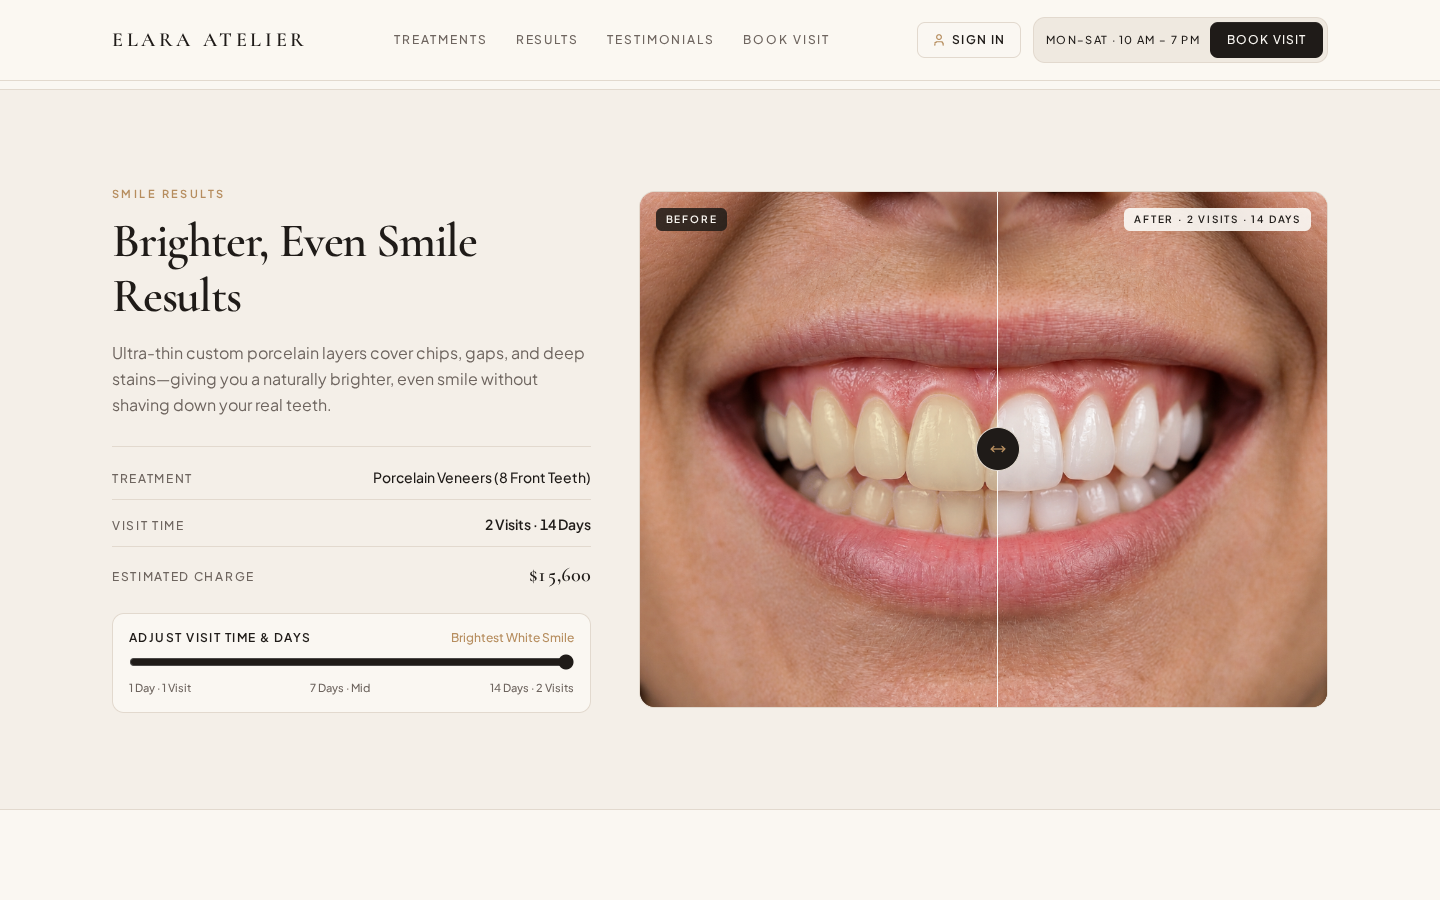 ELARA ATELIER
TREATMENTS
RESULTS
TESTIMONIALS
BOOK VISIT
SIGN IN
MON–SAT · 10 AM – 7 PM
BOOK VISIT
SMILE RESULTS
Brighter, Even Smile
Results
Ultra-thin custom porcelain layers cover chips, gaps, and deep
stains—giving you a naturally brighter, even smile without
shaving down your real teeth.
TREATMENT
Porcelain Veneers (8 Front Teeth)
VISIT TIME
2 Visits · 14 Days
ESTIMATED CHARGE
$15,600
ADJUST VISIT TIME & DAYS
Brightest White Smile
1 Day · 1 Visit
7 Days · Mid
14 Days · 2 Visits
BEFORE
AFTER · 2 VISITS · 14 DAYS